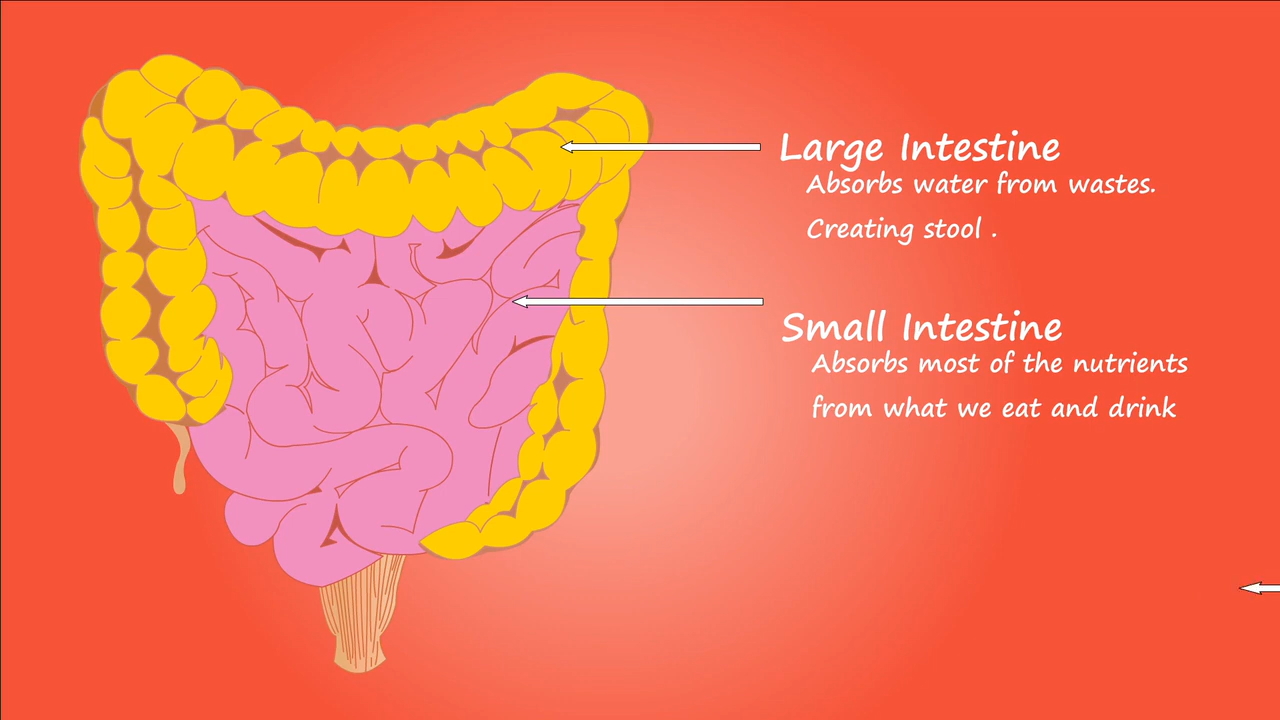 Large Intestine
Absorbs water from wastes.
Creating stool .
Small Intestine
Absorbs most of the nutrients
from what we eat and drink